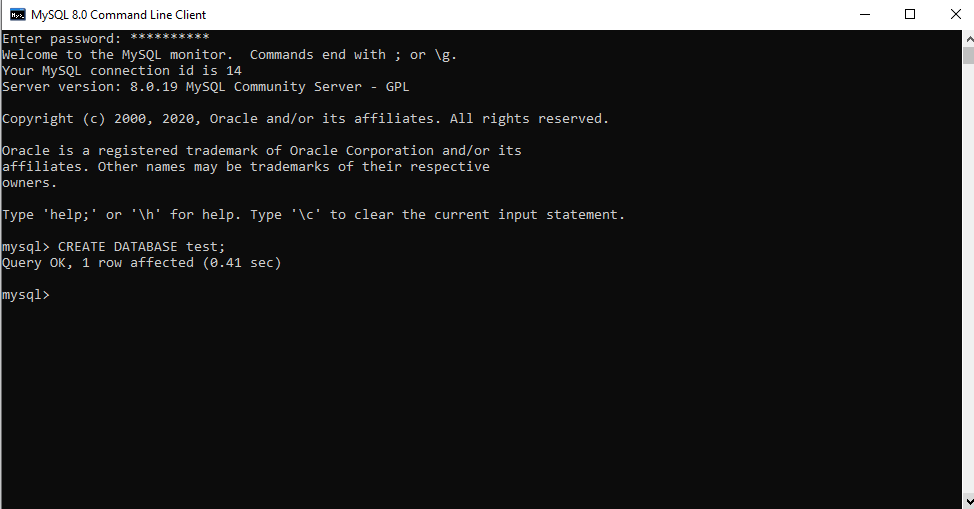 MySQL 8.0 Command Line Client
Enter password: **********
Welcome to the MySQL monitor.  Commands end with ; or \g.
Your MySQL connection id is 14
Server version: 8.0.19 MySQL Community Server - GPL
Copyright (c) 2000, 2020, Oracle and/or its affiliates. All rights reserved.
Oracle is a registered trademark of Oracle Corporation and/or its
affiliates. Other names may be trademarks of their respective
owners.
Type 'help;' or '\h' for help. Type '\c' to clear the current input statement.
mysql> CREATE DATABASE test;
Query OK, 1 row affected (0.41 sec)
mysql>